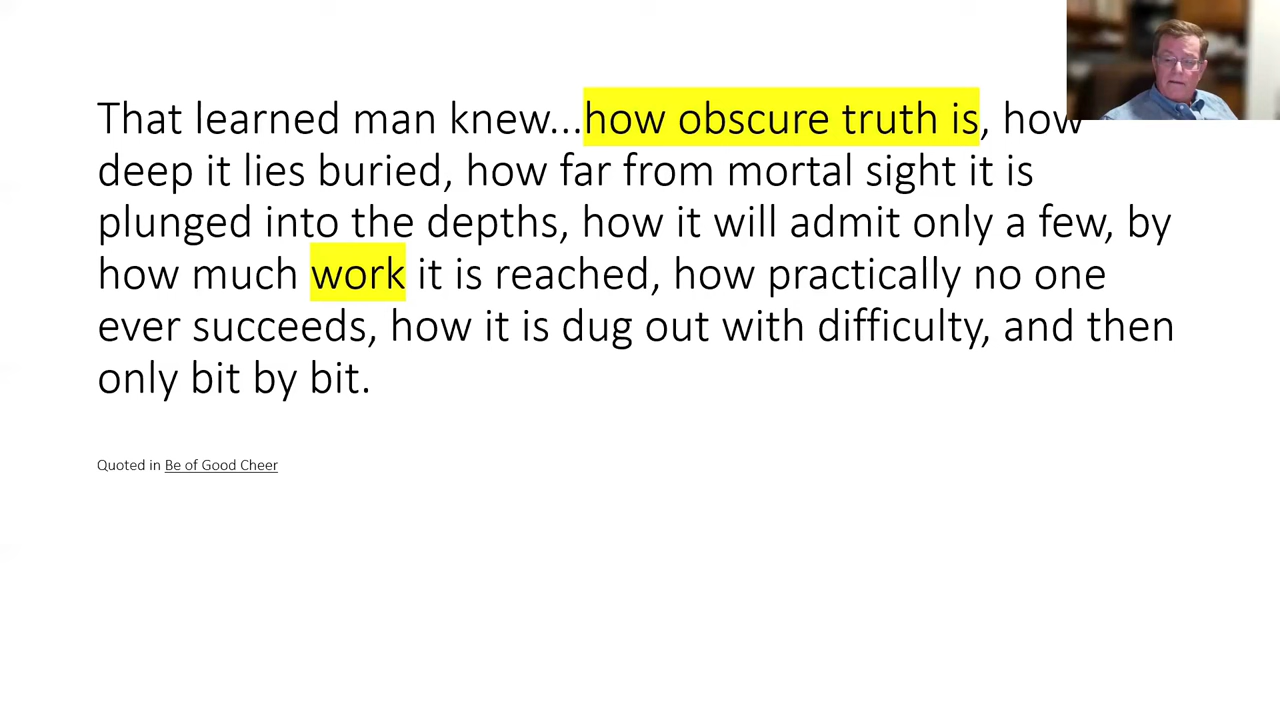 That learned man knew...how obscure truth is, how
deep it lies buried, how far from mortal sight it is
plunged into the depths, how it will admit only a few, by
how much work it is reached, how practically no one
ever succeeds, how it is dug out with difficulty, and then
only bit by bit.
Quoted in Be of Good Cheer